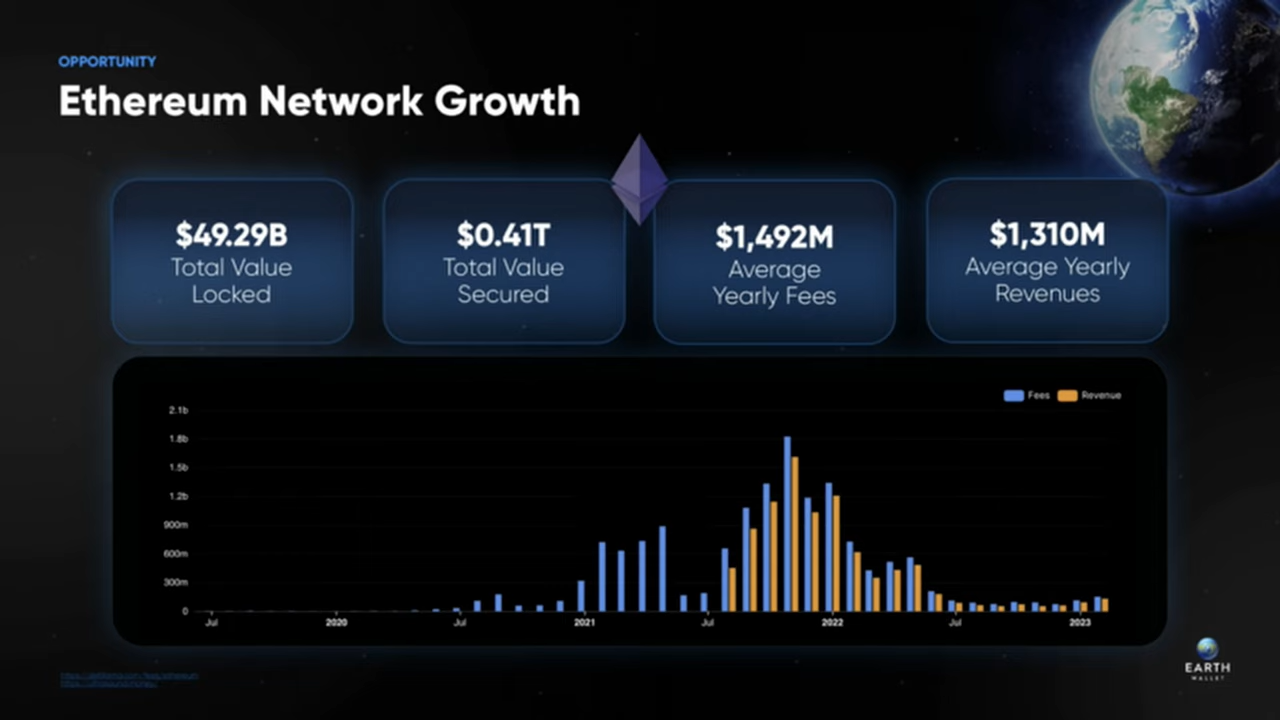 OPPORTUNITY
Ethereum Network Growth
$49.29B
Total Value
Locked
$0.41T
Total Value
Secured
$1,492M
Average
Yearly Fees
$1,310M
Average Yearly
Revenues
Fees Revenue
2.1b
1.8b
1.5b
1.2b
900m
600m
300m
0
Jul 2020 Jul 2021 Jul 2022 Jul 2023
EARTH
WALLET